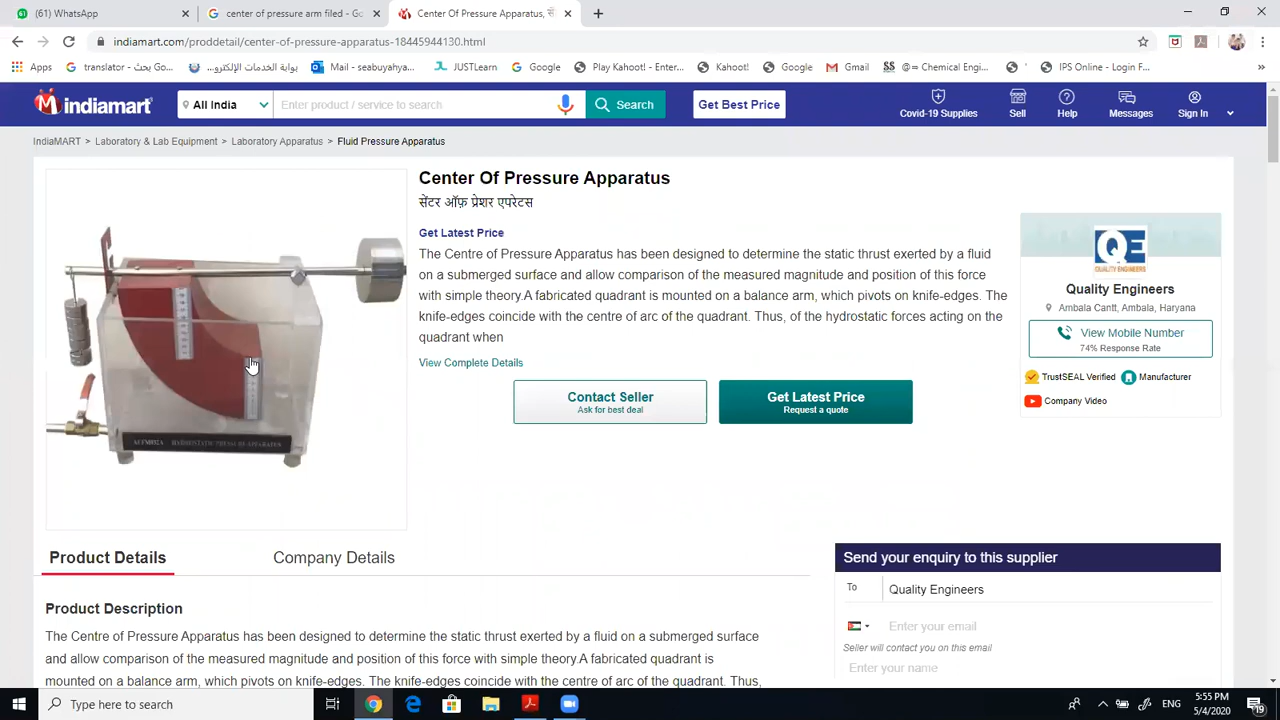 (61) WhatsApp
center of pressure arm filed - Go
Center Of Pressure Apparatus, सें
indiamart.com/proddetail/center-of-pressure-apparatus-18445944130.html
Apps
translator - بحث Go
بوابة الخدمات الإلكترو...
Mail - seabuyahya...
JUSTLearn
Google
Play Kahoot! - Enter...
Kahoot!
Google
Gmail
@= Chemical Engi...
IPS Online - Login F...
indiamart
All India
Enter product / service to search.
Search
Get Best Price
Covid-19 Supplies
Sell
Help
Messages
Sign In
IndiaMART > Laboratory & Lab Equipment > Laboratory Apparatus > Fluid Pressure Apparatus
Center Of Pressure Apparatus
सेंटर ऑफ़ प्रेशर एपरेटस
Get Latest Price
The Centre of Pressure Apparatus has been designed to determine the static thrust exerted by a fluid
on a submerged surface and allow comparison of the measured magnitude and position of this force
with simple theory.A fabricated quadrant is mounted on a balance arm, which pivots on knife-edges. The
knife-edges coincide with the centre of arc of the quadrant. Thus, of the hydrostatic forces acting on the
quadrant when
View Complete Details
Contact Seller
Ask for best deal
Get Latest Price
Request a quote
QE
QUALITY ENGINEERS
Quality Engineers
Ambala Cantt, Ambala, Haryana
View Mobile Number
74% Response Rate
TrustSEAL Verified
Manufacturer
Company Video
HYDROSTATIC PRESSURE APPARATUS
Product Details
Company Details
Send your enquiry to this supplier
To
Quality Engineers
Enter your email
Seller will contact you on this email
Enter your name
Product Description
The Centre of Pressure Apparatus has been designed to determine the static thrust exerted by a fluid on a submerged surface
and allow comparison of the measured magnitude and position of this force with simple theory.A fabricated quadrant is
mounted on a balance arm, which pivots on knife-edges. The knife-edges coincide with the centre of arc of the quadrant. Thus,
Type here to search
ENG
5:55 PM
5/4/2020
19